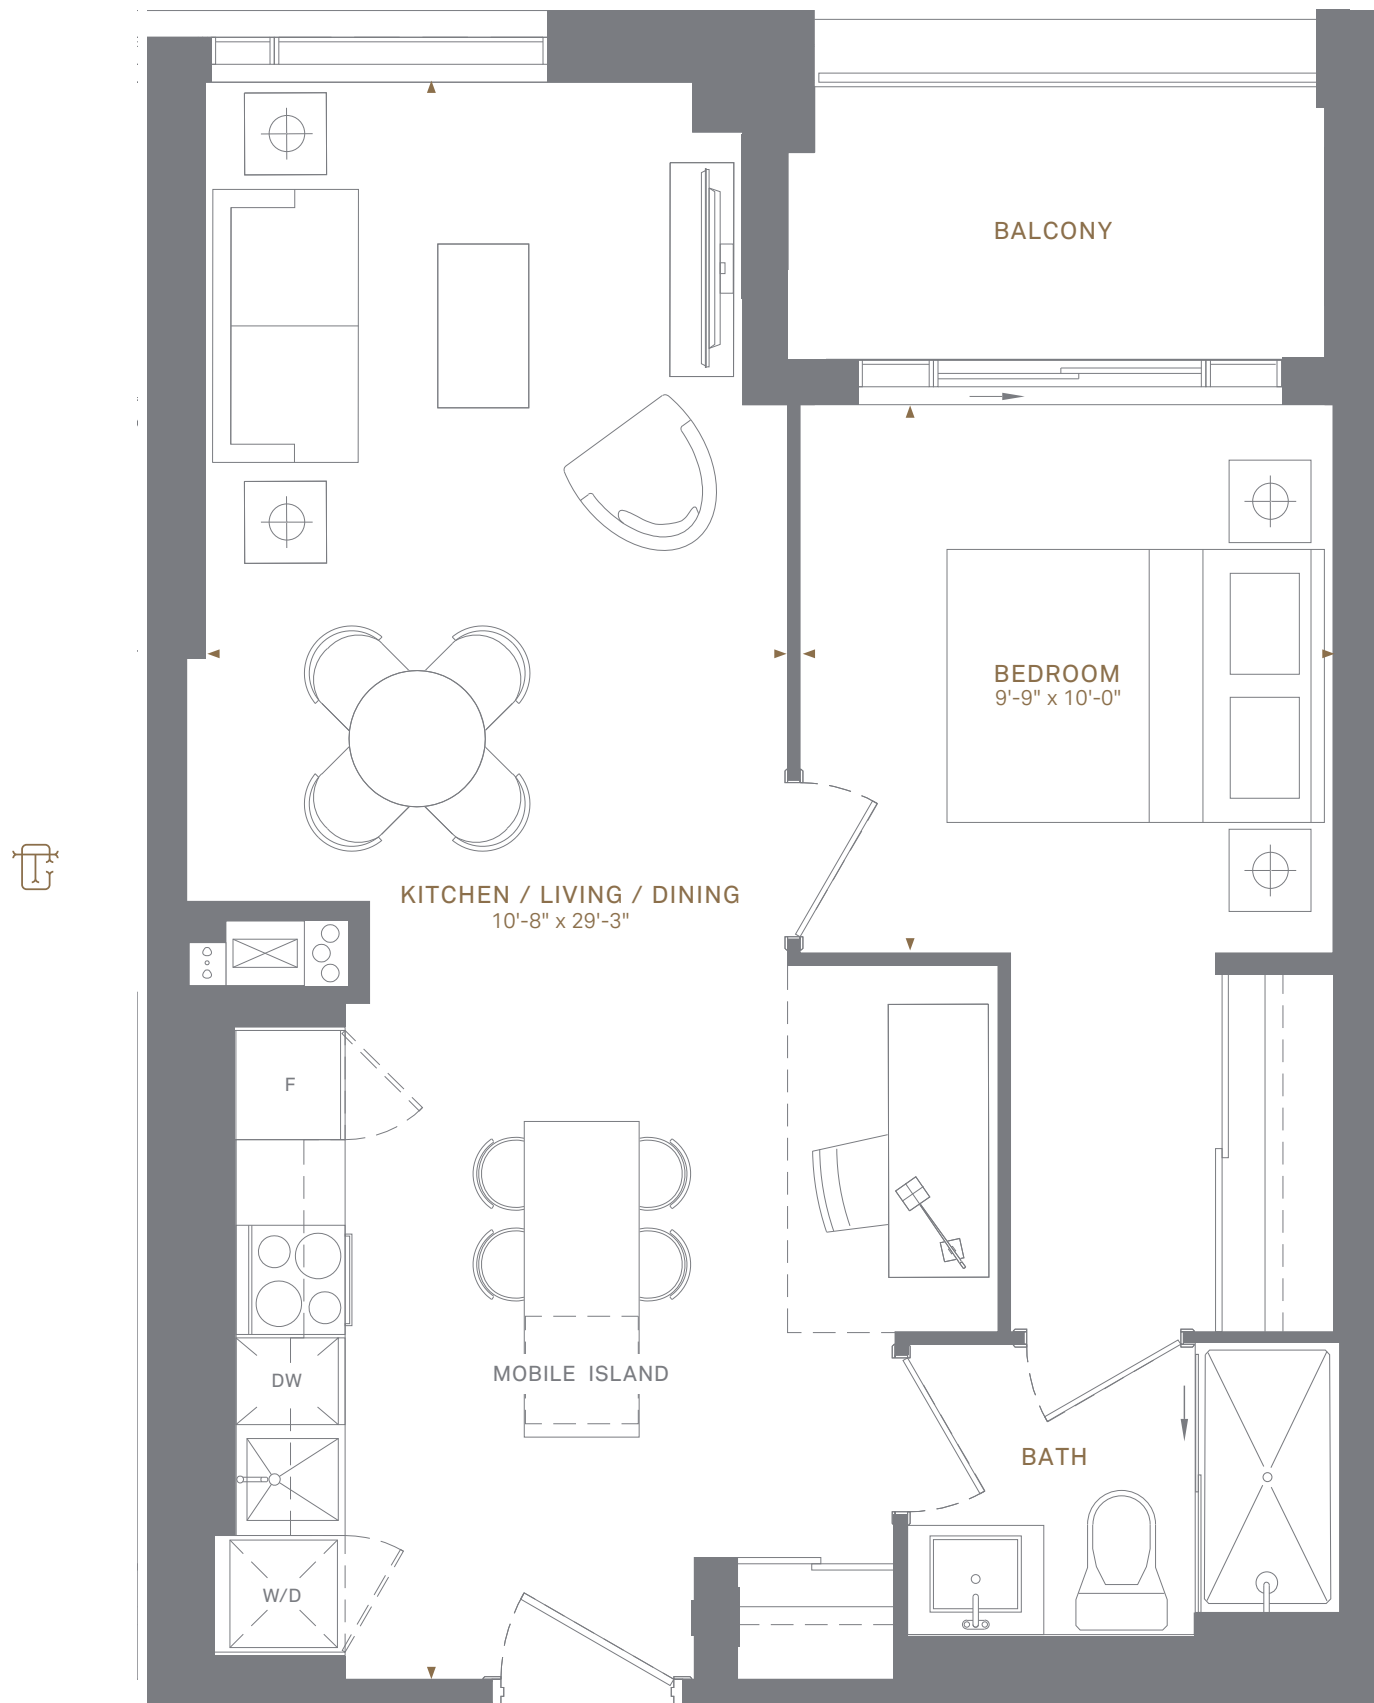 BALCONY
BEDROOM
9'-9" x 10'-0"
KITCHEN / LIVING / DINING
10'-8" x 29'-3"
F
MOBILE ISLAND
DW
BATH
W/D